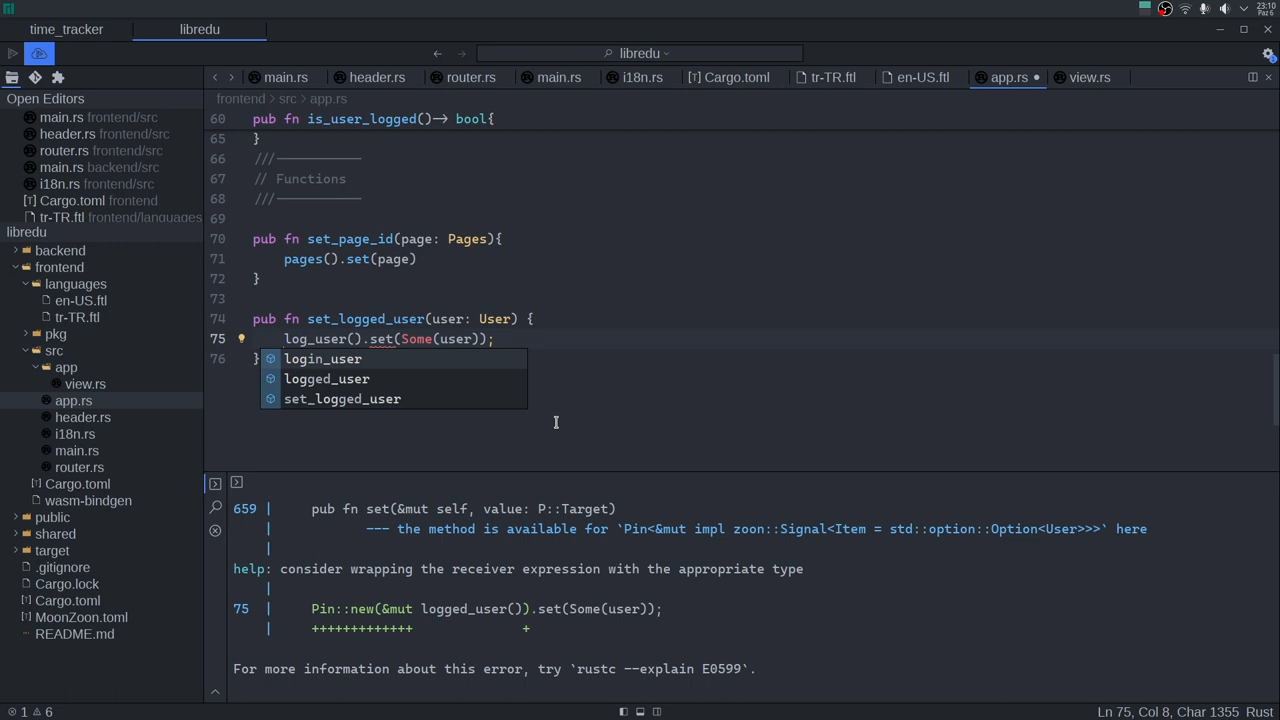 23:10
Paz 6
time_tracker
libredu
libredu
main.rs
header.rs
router.rs
main.rs
i18n.rs
Cargo.toml
tr-TR.ftl
en-US.ftl
app.rs
view.rs
Open Editors
main.rs frontend/src
header.rs frontend/src
router.rs frontend/src
main.rs backend/src
i18n.rs frontend/src
Cargo.toml frontend
tr-TR.ftl frontend/languages
libredu
backend
frontend
languages
en-US.ftl
tr-TR.ftl
pkg
src
app
view.rs
app.rs
header.rs
i18n.rs
main.rs
router.rs
Cargo.toml
wasm-bindgen
public
shared
target
.gitignore
Cargo.lock
Cargo.toml
MoonZoon.toml
README.md
frontend > src > app.rs
60 pub fn is_user_logged()-> bool{
65 }
66 ///----------
67 // Functions
68 ///----------
69
70 pub fn set_page_id(page: Pages){
71 pages().set(page)
72 }
73
74 pub fn set_logged_user(user: User) {
75 log_user().set(Some(user));
76 }
login_user
logged_user
set_logged_user
659 | pub fn set(&mut self, value: P::Target)
| --- the method is available for `Pin<&mut impl zoon::Signal<Item = std::option::Option<User>>>` here
|
help: consider wrapping the receiver expression with the appropriate type
|
75 | Pin::new(&mut logged_user()).set(Some(user));
| +++++++++++++ +
For more information about this error, try `rustc --explain E0599`.
1 6
Ln 75, Col 8, Char 1355 Rust